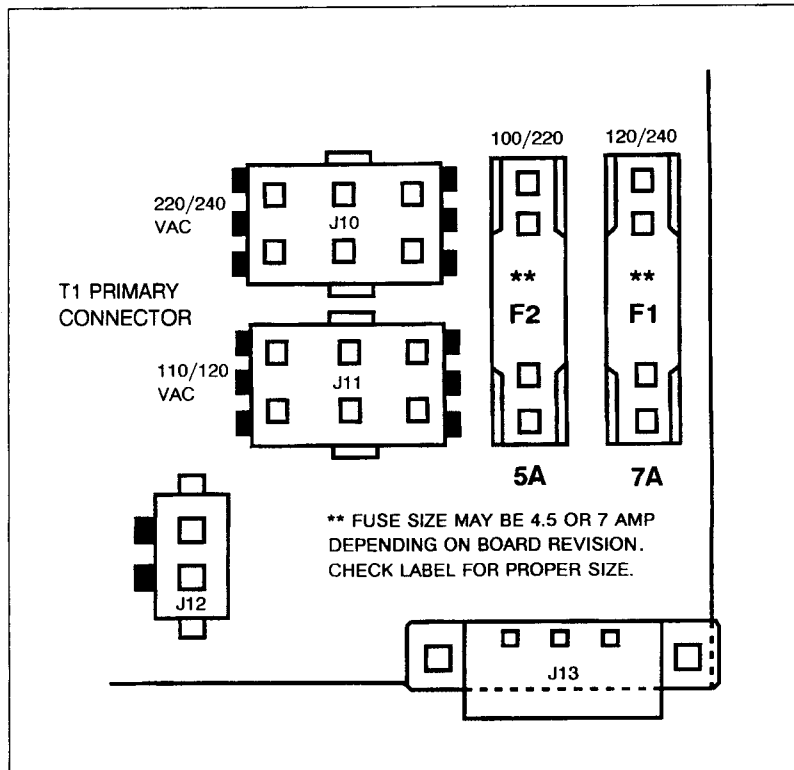 100/220
120/240
220/240
VAC
J10
T1 PRIMARY
CONNECTOR
**
F2
**
F1
110/120
VAC
J11
5A
7A
** FUSE SIZE MAY BE 4.5 OR 7 AMP
DEPENDING ON BOARD REVISION.
CHECK LABEL FOR PROPER SIZE.
J12
J13